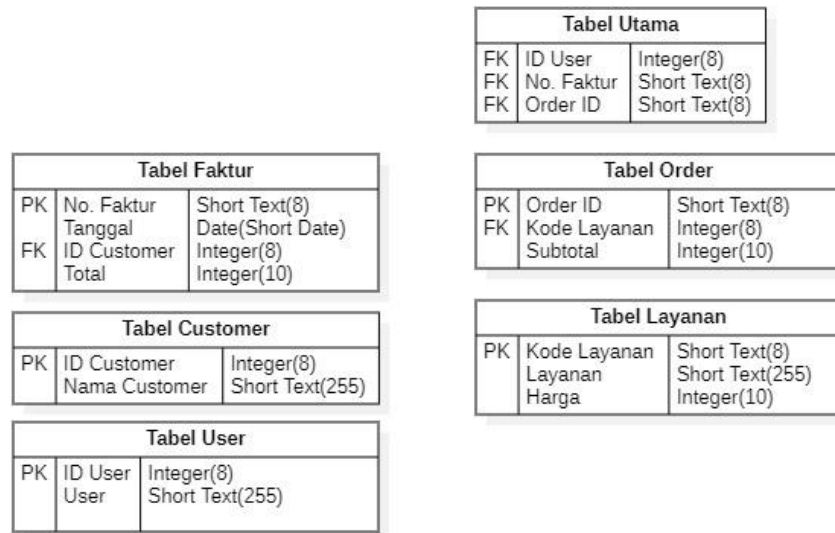 Tabel Utama
FK ID User Integer(8)
FK No. Faktur Short Text(8)
FK Order ID Short Text(8)
Tabel Faktur
PK No. Faktur Short Text(8)
Tanggal Date(Short Date)
FK ID Customer Integer(8)
Total Integer(10)
Tabel Order
PK Order ID Short Text(8)
FK Kode Layanan Integer(8)
Subtotal Integer(10)
Tabel Customer
PK ID Customer Integer(8)
Nama Customer Short Text(255)
Tabel Layanan
PK Kode Layanan Short Text(8)
Layanan Short Text(255)
Harga Integer(10)
Tabel User
PK ID User Integer(8)
User Short Text(255)